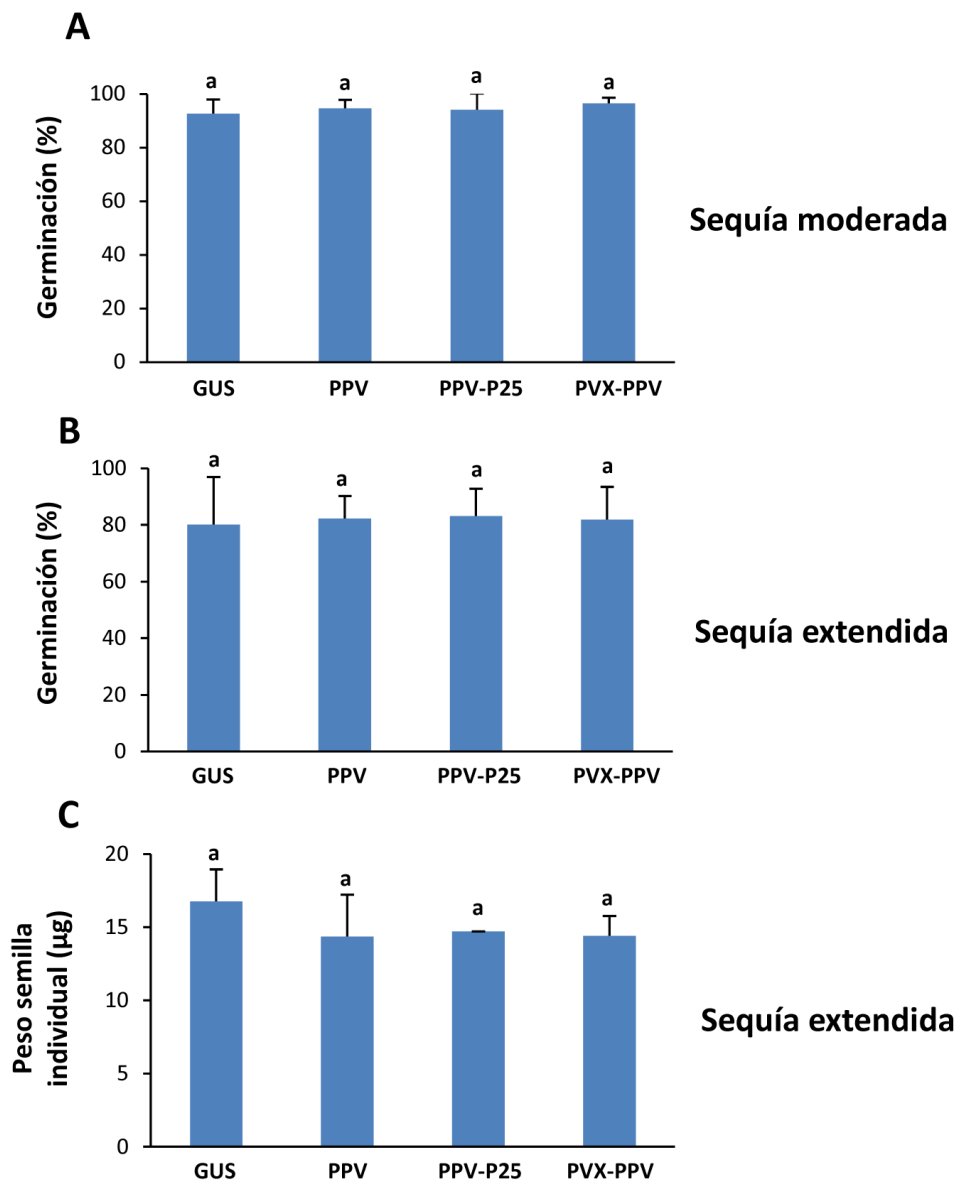 A
a a a a
100
80
60
40
20
0
Germinación (%)
GUS PPV PPV-P25 PVX-PPV
Sequía moderada
B
a a a a
100
80
60
40
20
0
Germinación (%)
GUS PPV PPV-P25 PVX-PPV
Sequía extendida
C
a a a a
20
15
10
5
0
Peso semilla
individual (µg)
GUS PPV PPV-P25 PVX-PPV
Sequía extendida